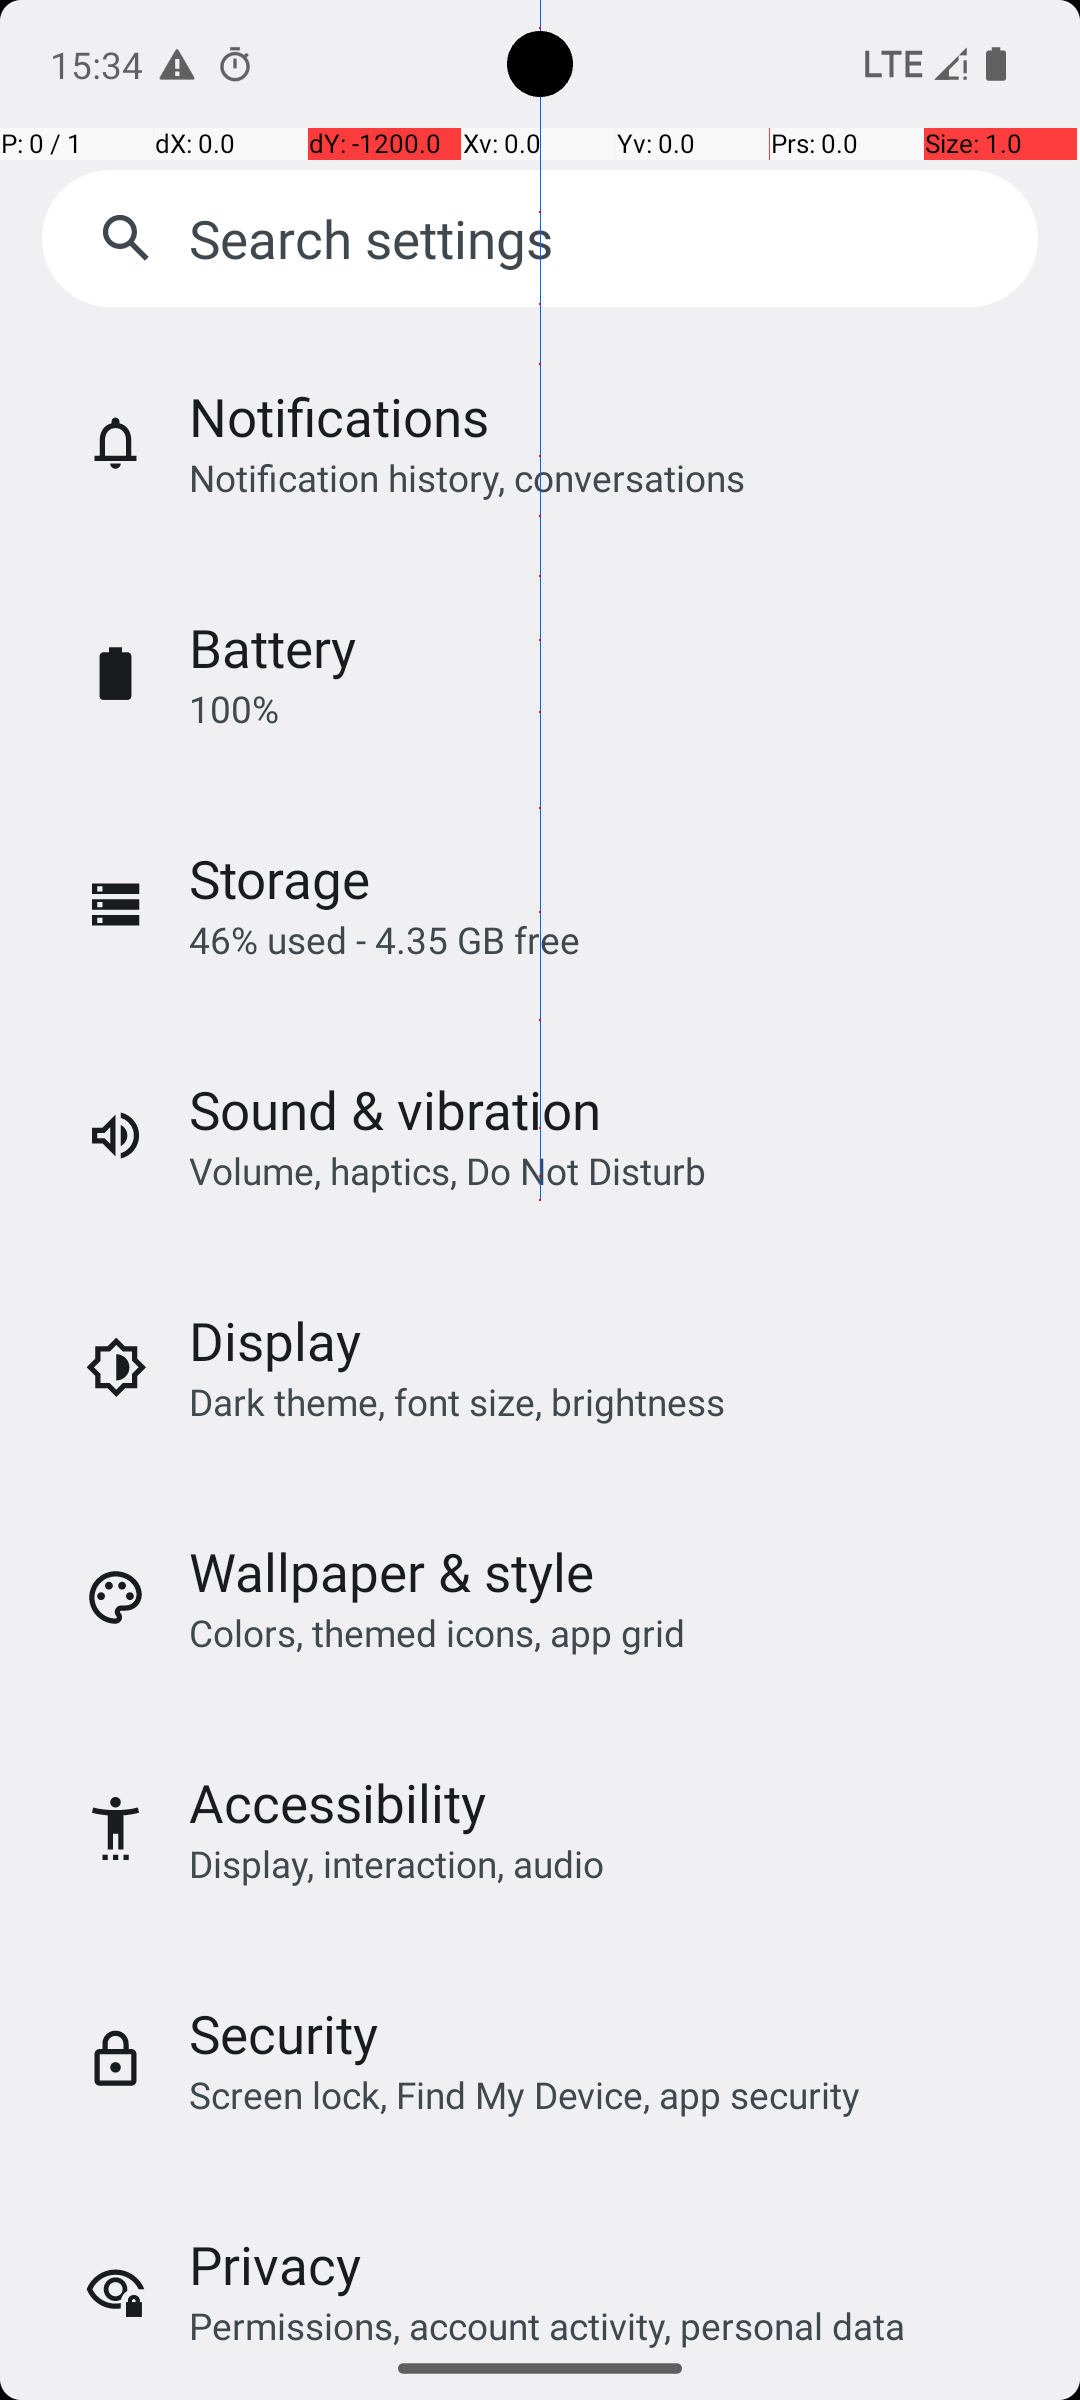 15:34
LTE
P: 0 / 1 dX: 0.0 dY: -1200.0 Xv: 0.0 Yv: 0.0 Prs: 0.0 Size: 1.0
Search settings
Notifications
Notification history, conversations
Battery
100%
Storage
46% used - 4.35 GB free
Sound & vibration
Volume, haptics, Do Not Disturb
Display
Dark theme, font size, brightness
Wallpaper & style
Colors, themed icons, app grid
Accessibility
Display, interaction, audio
Security
Screen lock, Find My Device, app security
Privacy
Permissions, account activity, personal data